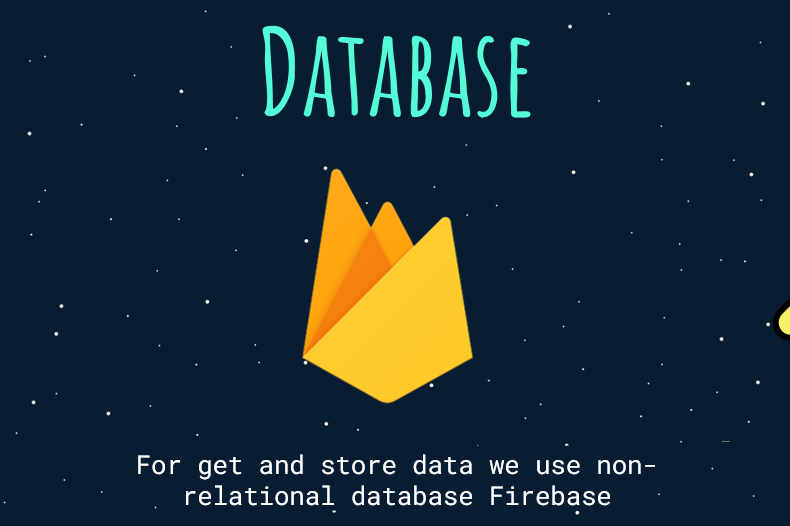 DATABASE
For get and store data we use non-
relational database Firebase